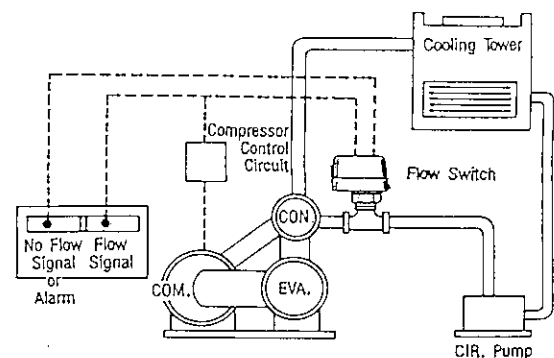 Cooling Tower
Compressor
Control
Circuit
Flow Switch
CON.
No Flow Flow
Signal Signal
or
Alarm
COM.
EVA.
CIR. Pump